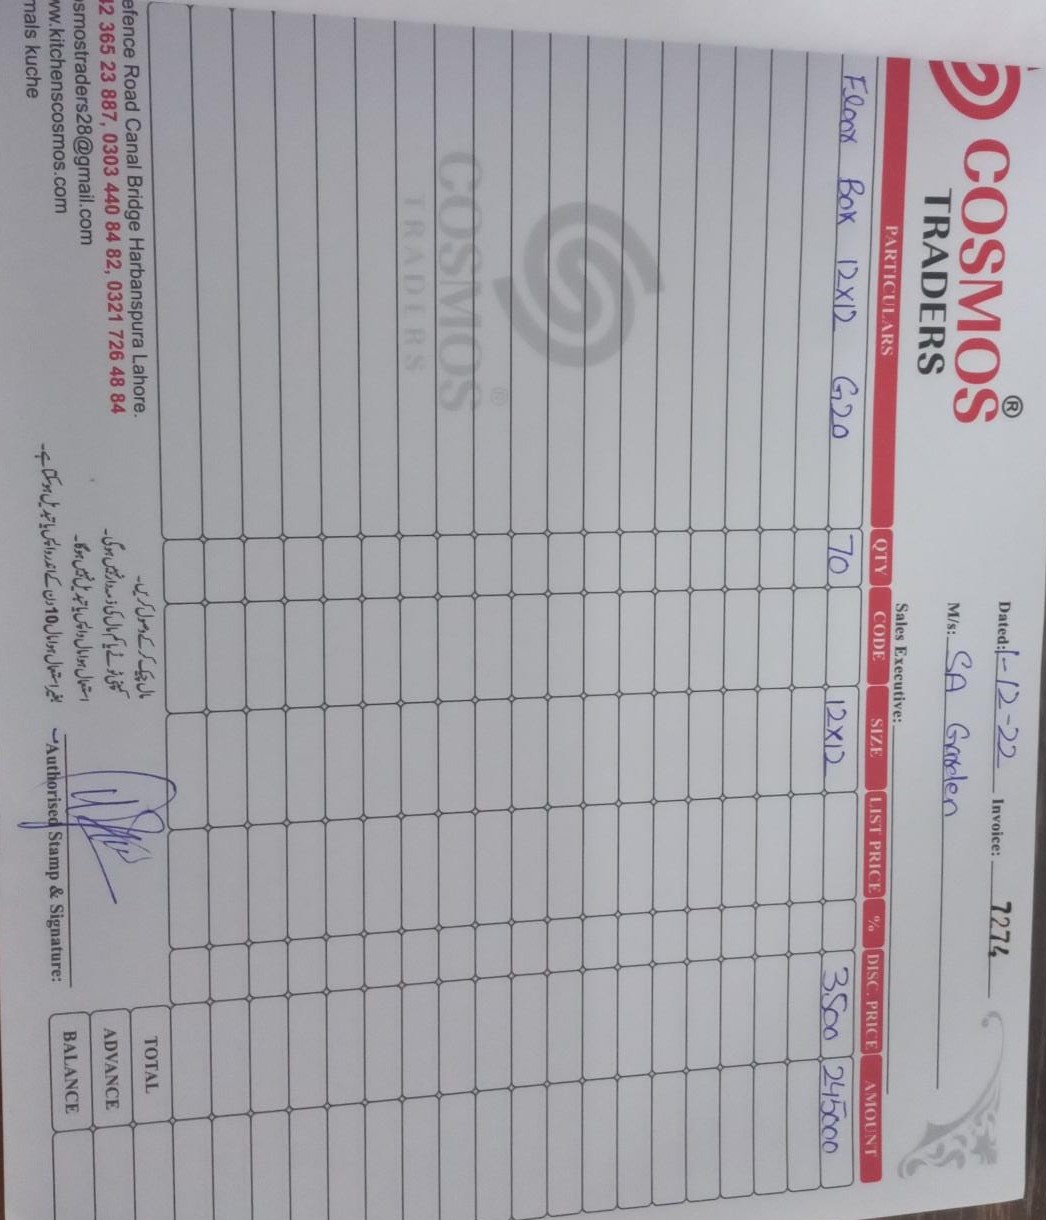 COSMOS ®
TRADERS
Dated: 1-12-22 Invoice: 7274
M/s: SA Garden
Sales Executive:
PARTICULARS QTY CODE SIZE LIST PRICE % DISC. PRICE AMOUNT
Floor Box 12x12 G20 70 12x12 3500 245000
COSMOS ®
TRADERS
TOTAL
ADVANCE
BALANCE
مال چیک کر کے وصول کریں۔
کمپنی ٹوٹے یا کم مال کی ذمہ دار نہیں ہوگی۔
استعمال ہوا مال واپس یا تبدیل نہیں ہوگا۔
بغیر استعمال ہوا مال 10 دن کے اندر واپس یا تبدیل ہو سکتا ہے۔
Authorised Stamp & Signature:
efence Road Canal Bridge Harbanspura Lahore.
42 365 23 887, 0303 440 84 82, 0321 726 48 84
osmostraders28@gmail.com
ww.kitchenscosmos.com
mals kuche